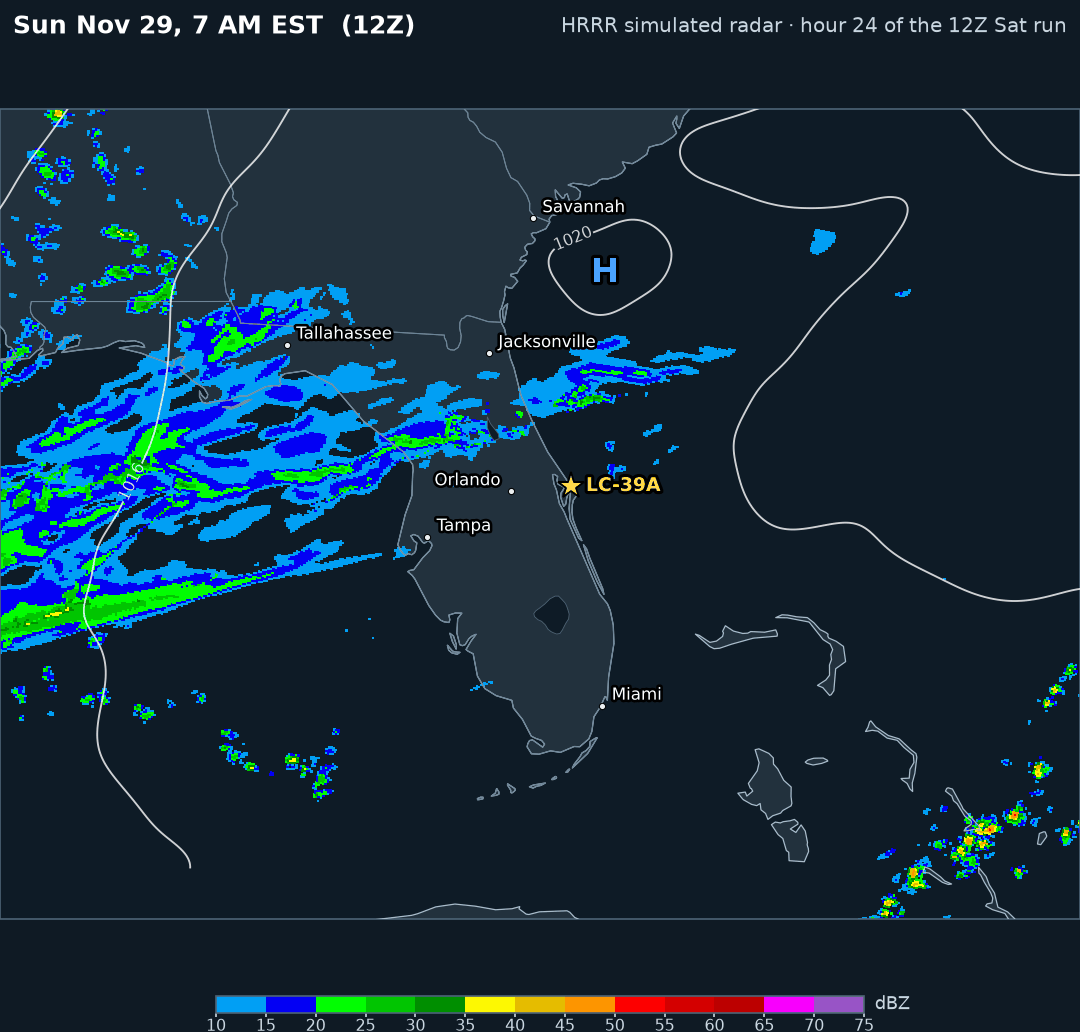 Sun Nov 29, 7 AM EST (12Z)
HRRR simulated radar · hour 24 of the 12Z Sat run
Savannah
1020
H
Tallahassee
Jacksonville
1016
Orlando
LC-39A
Tampa
Miami
dBZ
10 15 20 25 30 35 40 45 50 55 60 65 70 75